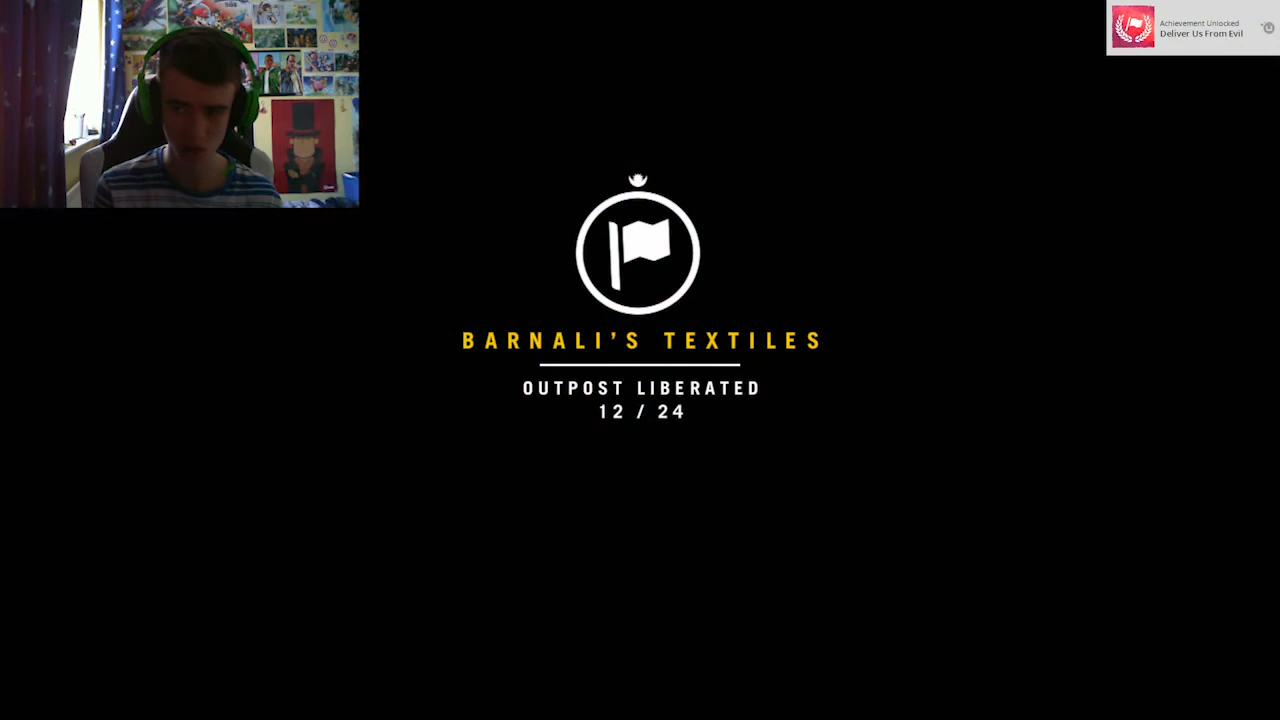 Achievement Unlocked
Deliver Us From Evil
BARNALI'S TEXTILES
OUTPOST LIBERATED
12 / 24